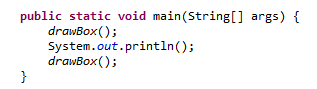 public static void main(String[] args) {
    drawBox();
    System.out.println();
    drawBox();
}